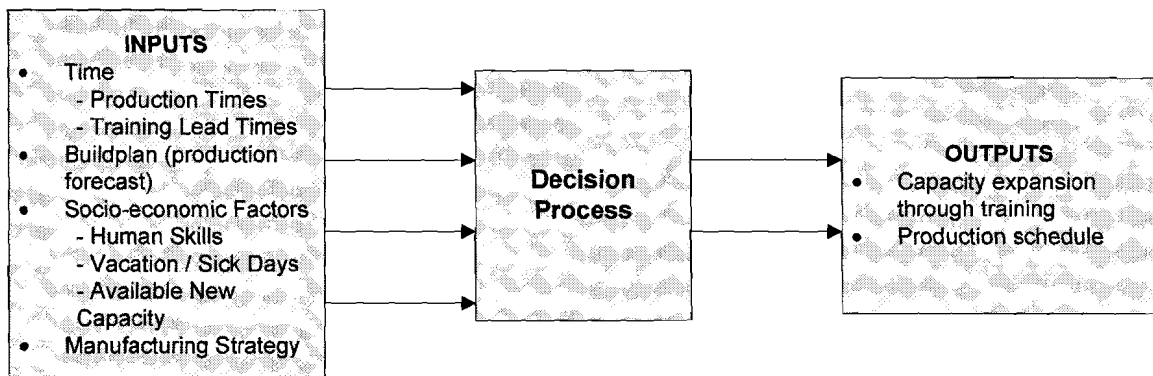 INPUTS
• Time
- Production Times
- Training Lead Times
• Buildplan (production
forecast)
• Socio-economic Factors
- Human Skills
- Vacation / Sick Days
- Available New
Capacity
• Manufacturing Strategy
Decision
Process
OUTPUTS
• Capacity expansion
through training
• Production schedule